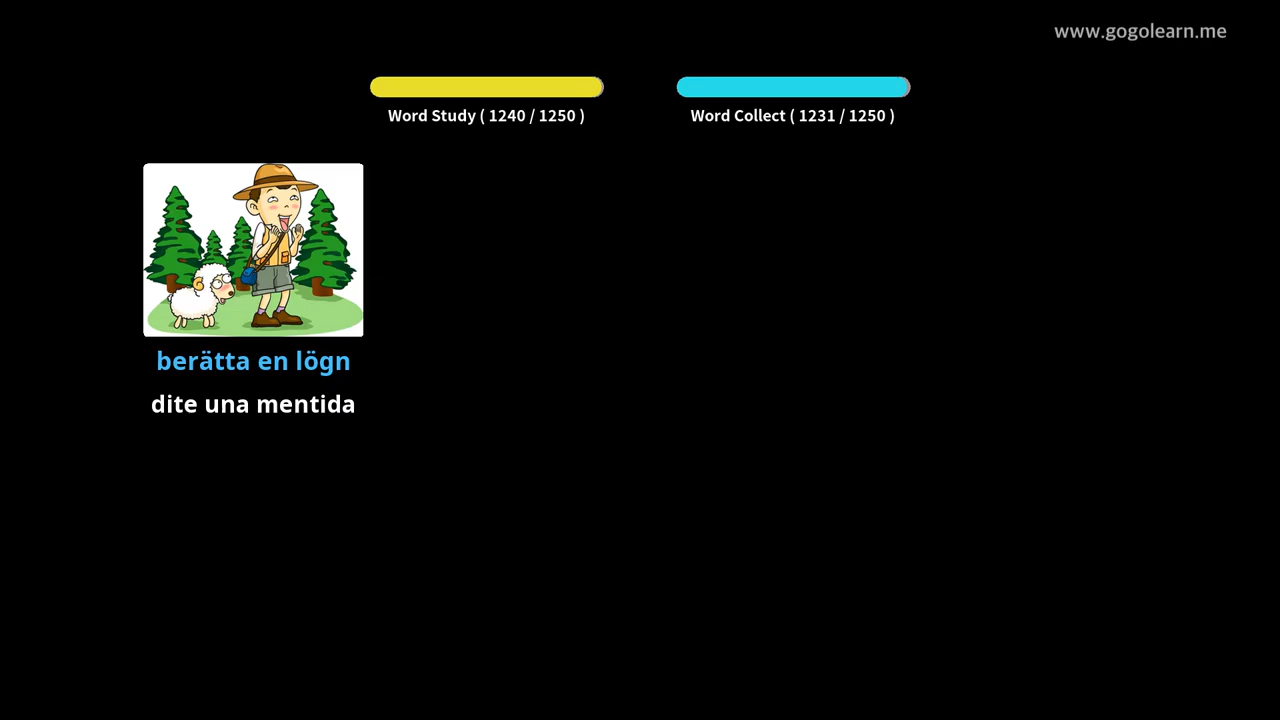 www.gogolearn.me
Word Study ( 1240 / 1250 )
Word Collect ( 1231 / 1250 )
berätta en lögn
dite una mentida